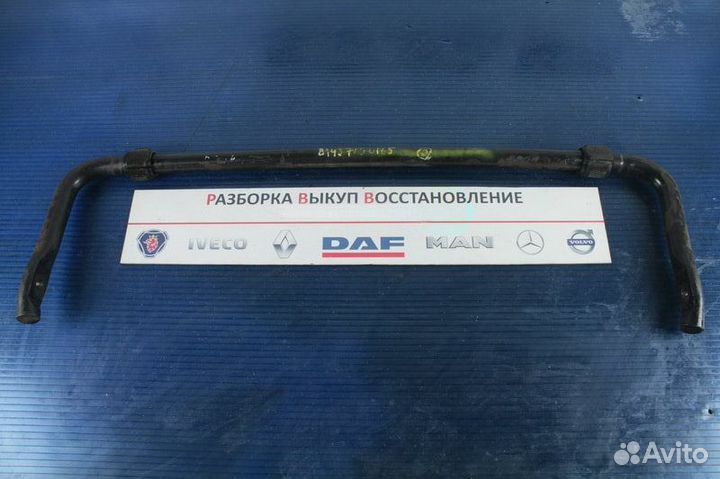 РАЗБОРКА ВЫКУП ВОССТАНОВЛЕНИЕ
IVECO DAF MAN VOLVO
Avito